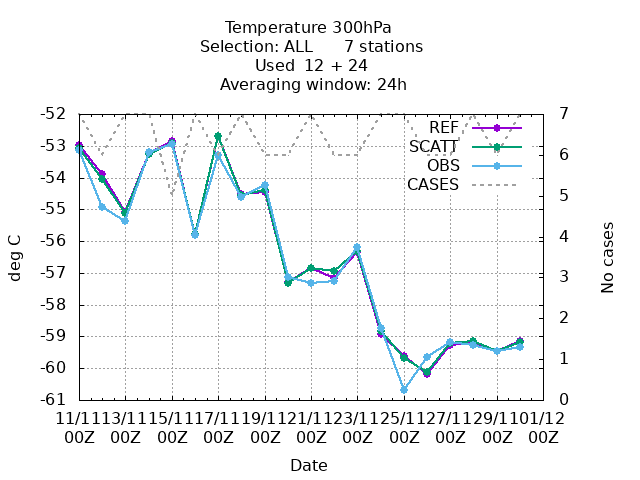 Temperature 300hPa
Selection: ALL 7 stations
Used 12 + 24
Averaging window: 24h
-52
-53
-54
-55
-56
-57
-58
-59
-60
-61
deg C
7
6
5
4
3
2
1
0
No cases
REF
SCATT
OBS
CASES
11/11 13/11 15/11 17/11 19/11 21/11 23/11 25/11 27/11 29/11 01/12
00Z 00Z 00Z 00Z 00Z 00Z 00Z 00Z 00Z 00Z 00Z
Date